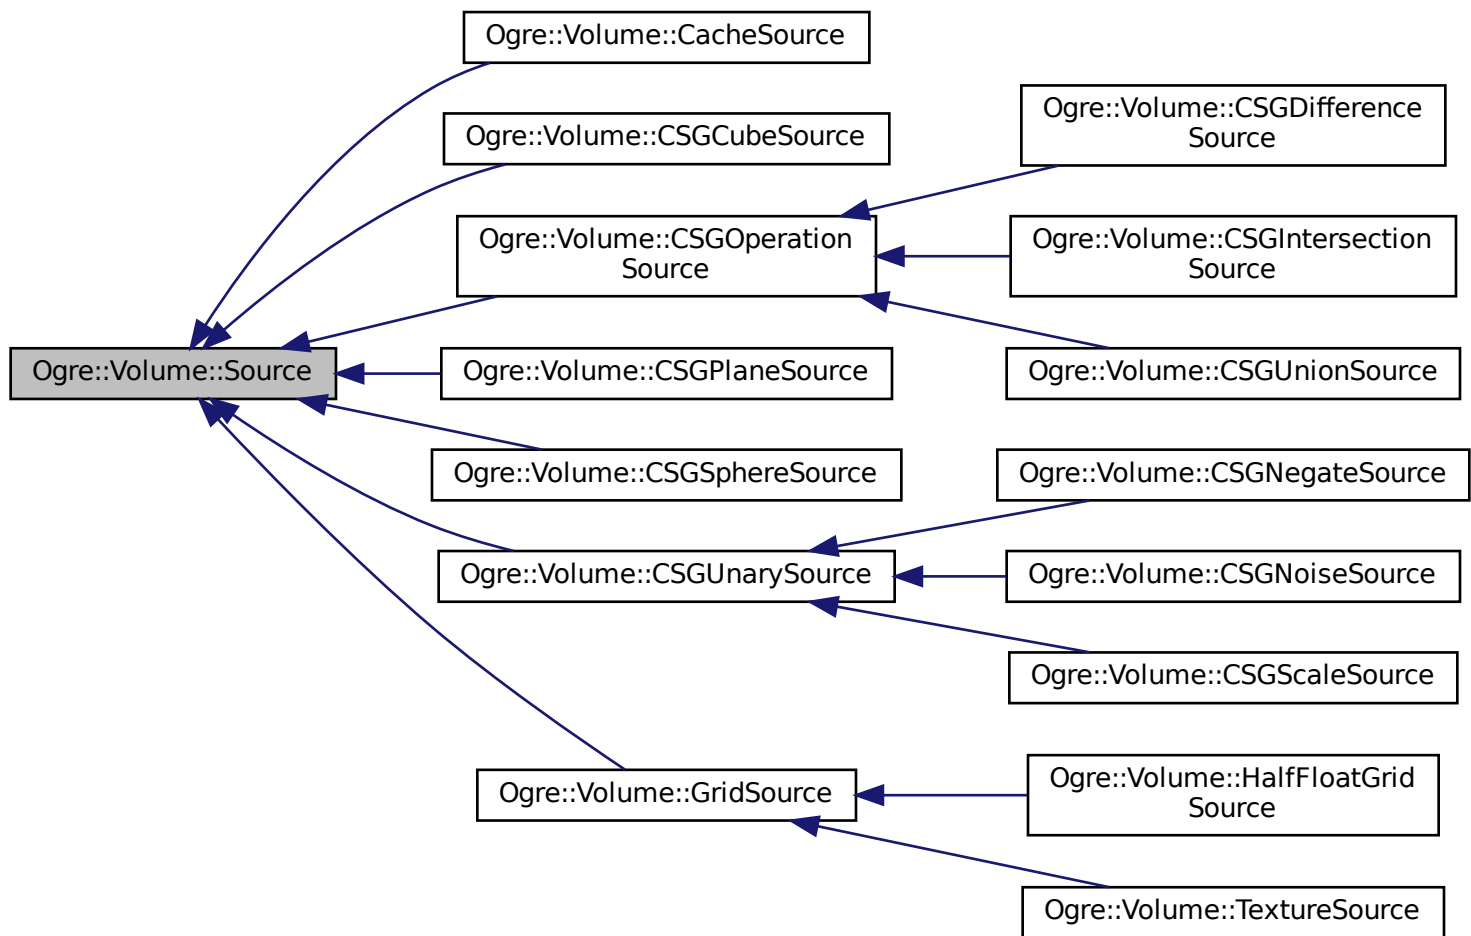 Ogre::Volume::CacheSource
Ogre::Volume::CSGDifference
Source
Ogre::Volume::CSGCubeSource
Ogre::Volume::CSGOperation
Source
Ogre::Volume::CSGIntersection
Source
Ogre::Volume::Source
Ogre::Volume::CSGPlaneSource
Ogre::Volume::CSGUnionSource
Ogre::Volume::CSGSphereSource
Ogre::Volume::CSGNegateSource
Ogre::Volume::CSGUnarySource
Ogre::Volume::CSGNoiseSource
Ogre::Volume::CSGScaleSource
Ogre::Volume::GridSource
Ogre::Volume::HalfFloatGrid
Source
Ogre::Volume::TextureSource